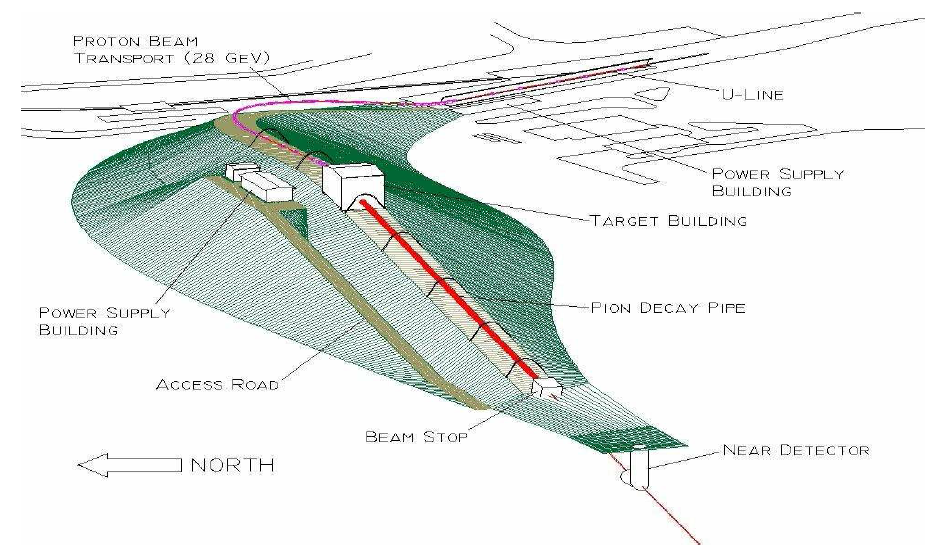 PROTON BEAM
TRANSPORT (28 GEV)
U-LINE
POWER SUPPLY
BUILDING
TARGET BUILDING
PION DECAY PIPE
POWER SUPPLY
BUILDING
ACCESS ROAD
BEAM STOP
NEAR DETECTOR
NORTH